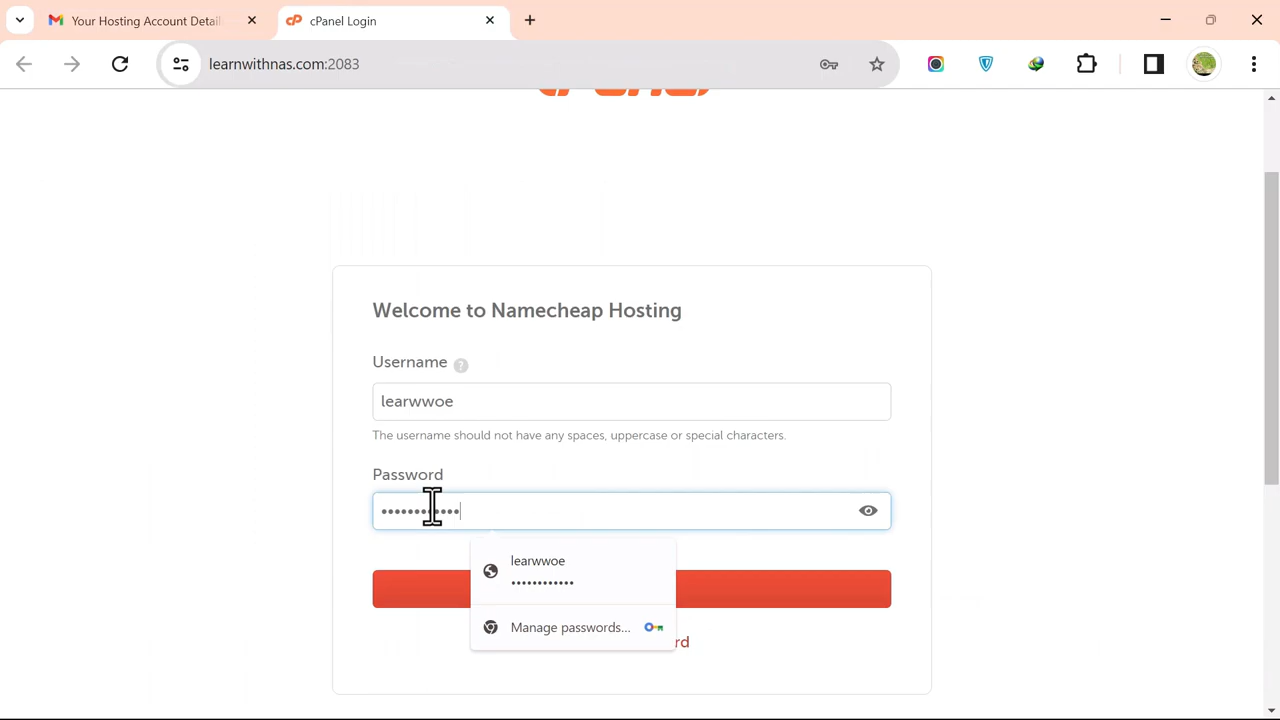 Your Hosting Account Detail
cPanel Login
learnwithnas.com:2083
Welcome to Namecheap Hosting
Username
learwwoe
The username should not have any spaces, uppercase or special characters.
Password
••••••••••••
learwwoe
••••••••••••
Manage passwords...
rd